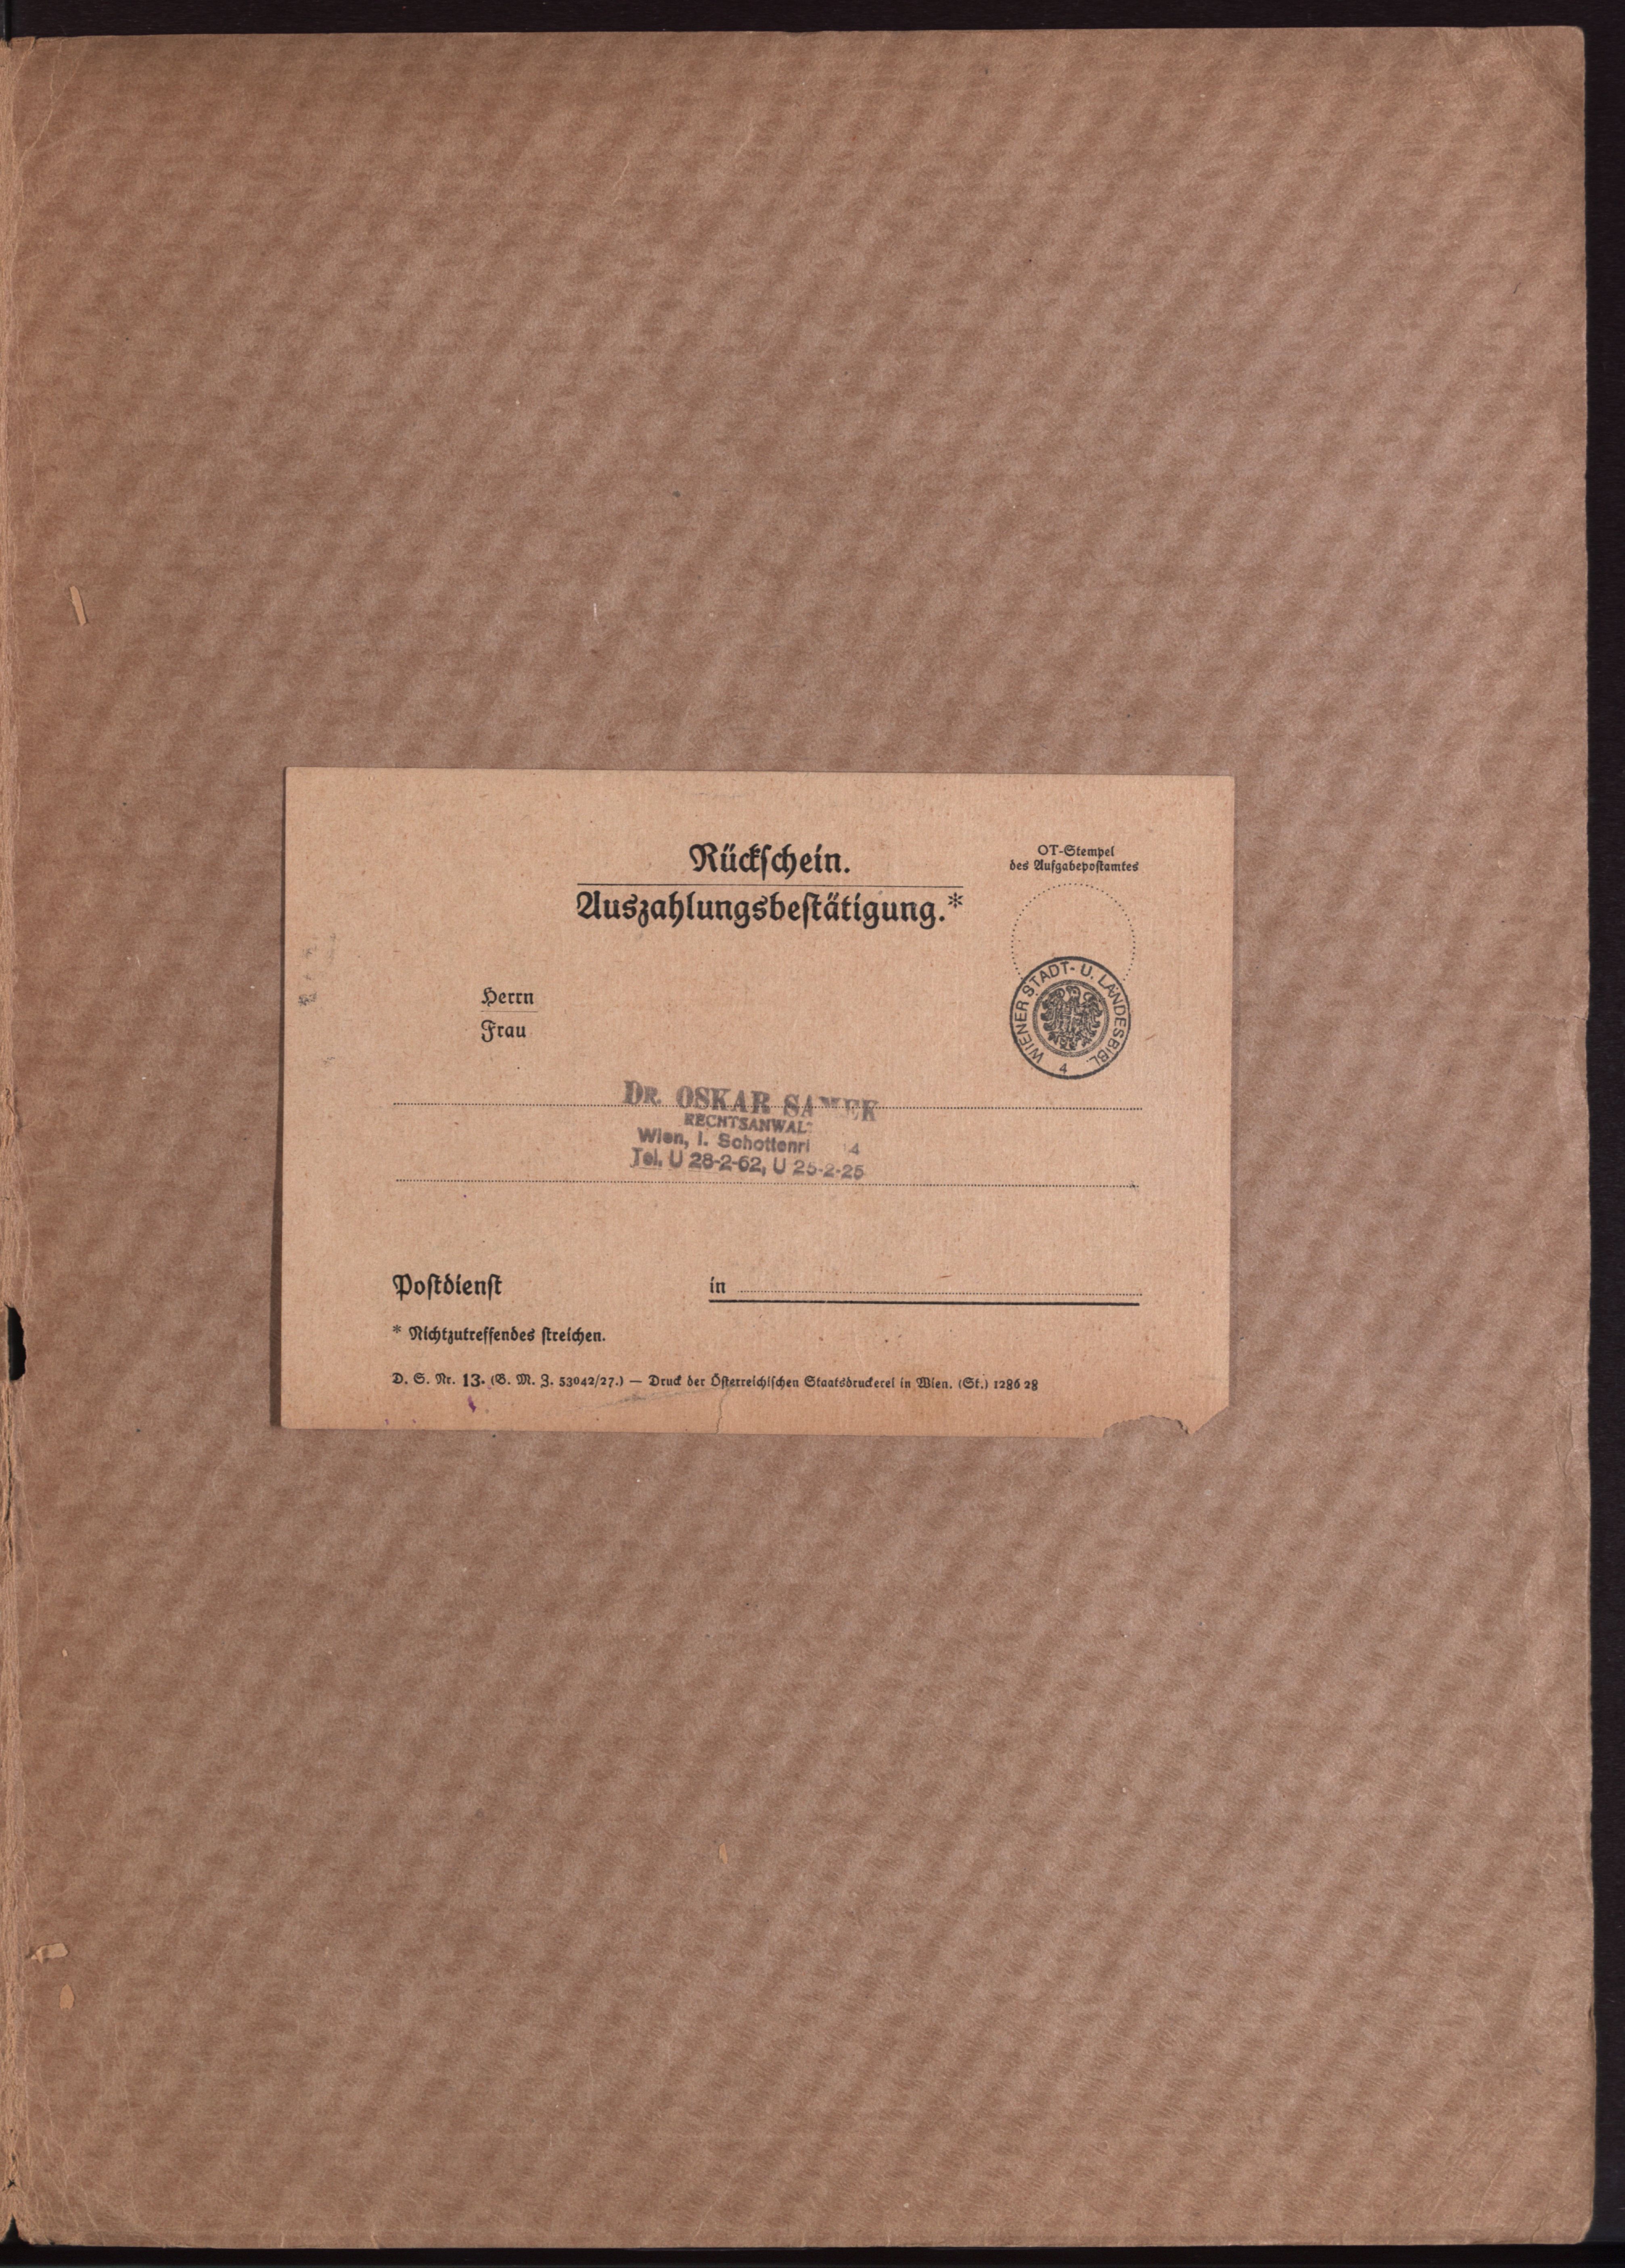 Rückschein.
Auszahlungsbestätigung.*
OT-Stempel
des Aufgabepostamtes
Herrn
Frau
WIENER STADT- U. LANDESBIBL.
4
DR. OSKAR SAMEK
RECHTSANWAL
Wien, I. Schottenri 4
Tel. U 28-2-62, U 25-2-25
Postdienst in
* Nichtzutreffendes streichen.
D. S. Nr. 13. (B. M. Z. 53042/27.) — Druck der Österreichischen Staatsdruckerei in Wien. (St.) 1286 28